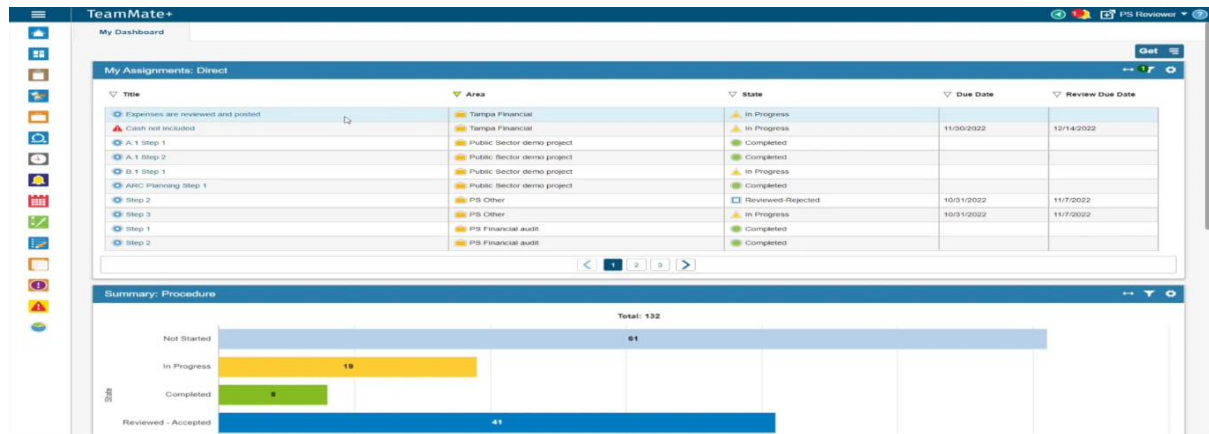 TeamMate+
PS Reviewer
My Dashboard
Get
My Assignments: Direct
1
Title Area State Due Date Review Due Date
Expenses are reviewed and posted Tampa Financial In Progress
Cash not included Tampa Financial In Progress 11/30/2022 12/14/2022
A.1 Step 1 Public Sector demo project Completed
A.1 Step 2 Public Sector demo project Completed
B.1 Step 1 Public Sector demo project In Progress
ARC Planning Step 1 Public Sector demo project Completed
Step 2 PS Other Reviewed-Rejected 10/31/2022 11/7/2022
Step 3 PS Other In Progress 10/31/2022 11/7/2022
Step 1 PS Financial audit Completed
Step 2 PS Financial audit Completed
1 2 3
Summary: Procedure
Total: 132
Not Started 61
In Progress 19
State
Completed 8
Reviewed - Accepted 41